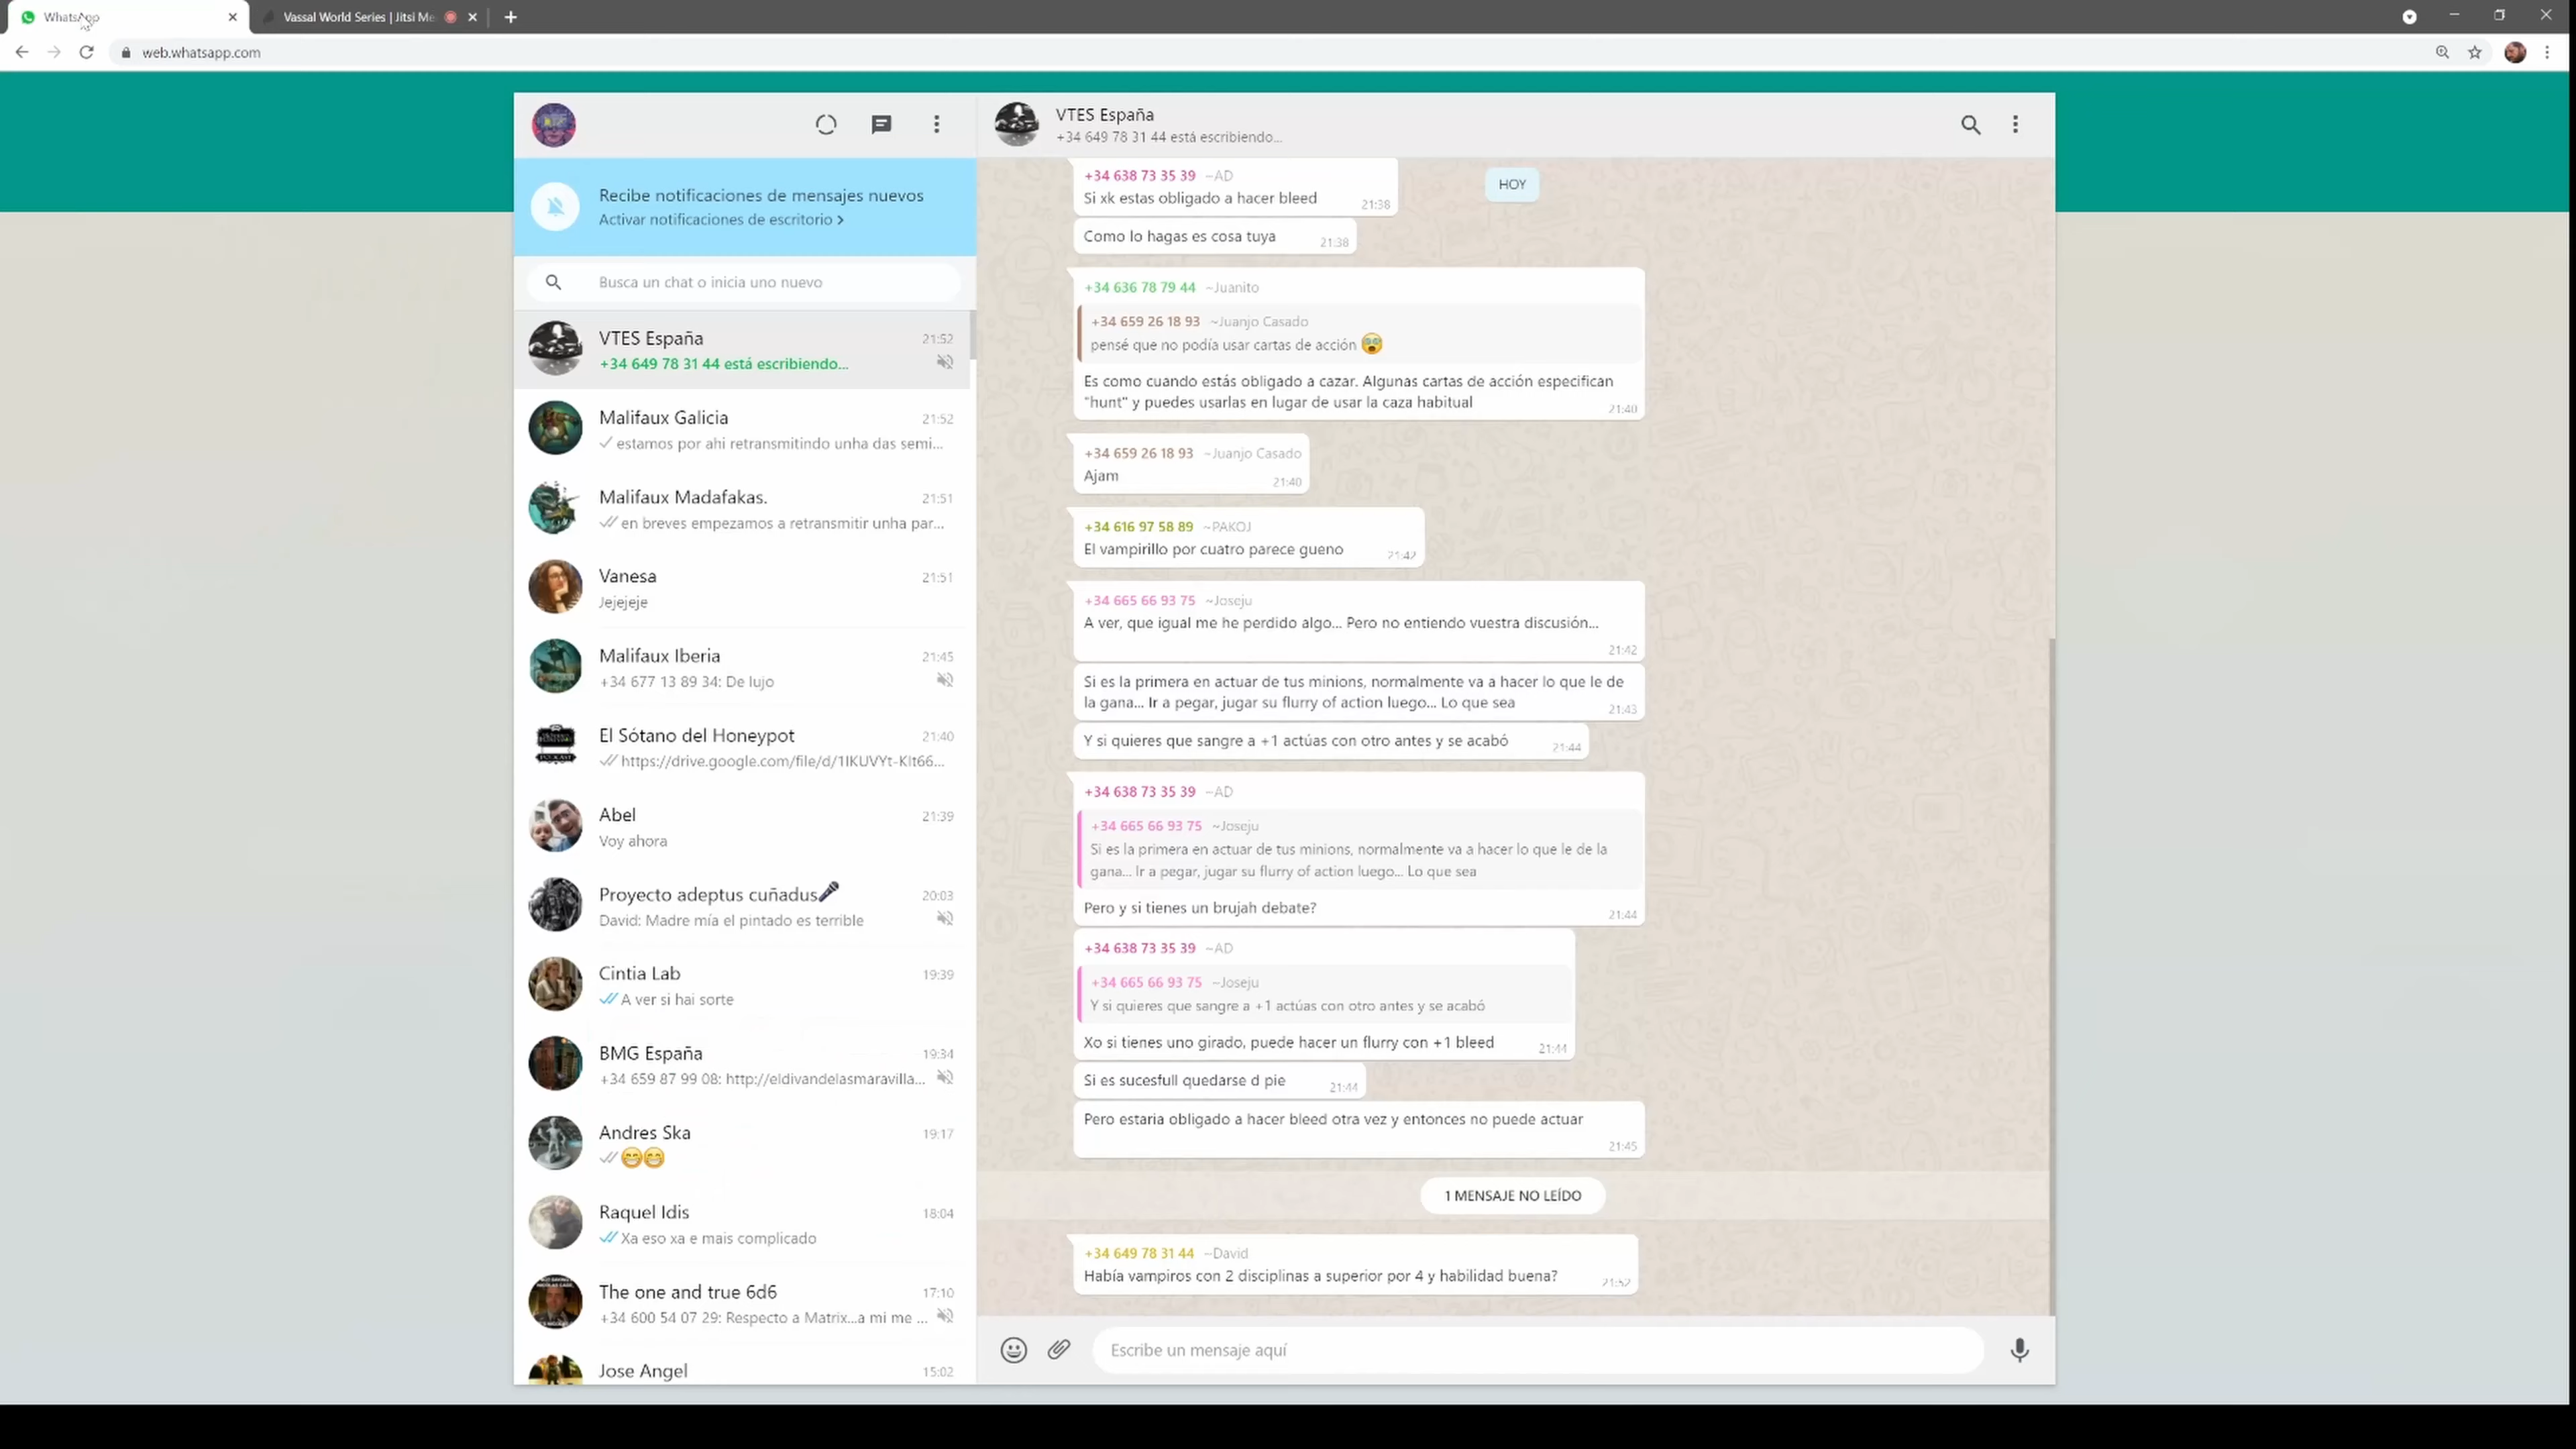 WhatsApp
Vassal World Series | Jitsi Me
web.whatsapp.com
Recibe notificaciones de mensajes nuevos
Activar notificaciones de escritorio >
Busca un chat o inicia uno nuevo
VTES España 21:52
+34 649 78 31 44 está escribiendo...
Malifaux Galicia 21:52
estamos por ahi retransmitindo unha das semi...
Malifaux Madafakas. 21:51
en breves empezamos a retransmitir unha par...
Vanesa 21:51
Jejejeje
Malifaux Iberia 21:45
+34 677 13 89 34: De lujo
El Sótano del Honeypot 21:40
https://drive.google.com/file/d/1IKUVYt-KIt66...
Abel 21:39
Voy ahora
Proyecto adeptus cuñadus🎤 20:03
David: Madre mía el pintado es terrible
Cintia Lab 19:39
A ver si hai sorte
BMG España 19:34
+34 659 87 99 08: http://eldivandelasmaravilla...
Andres Ska 19:17
😁😁
Raquel Idis 18:04
Xa eso xa e mais complicado
The one and true 6d6 17:10
+34 600 54 07 29: Respecto a Matrix...a mi me ...
Jose Angel 15:02
VTES España
+34 649 78 31 44 está escribiendo...
HOY
+34 638 73 35 39 ~AD
Si xk estas obligado a hacer bleed 21:38
Como lo hagas es cosa tuya 21:38
+34 636 78 79 44 ~Juanito
+34 659 26 18 93 ~Juanjo Casado
pensé que no podía usar cartas de acción 😨
Es como cuando estás obligado a cazar. Algunas cartas de acción especifican
"hunt" y puedes usarlas en lugar de usar la caza habitual 21:40
+34 659 26 18 93 ~Juanjo Casado
Ajam 21:40
+34 616 97 58 89 ~PAKOJ
El vampirillo por cuatro parece gueno 21:42
+34 665 66 93 75 ~Joseju
A ver, que igual me he perdido algo... Pero no entiendo vuestra discusión...
21:42
Si es la primera en actuar de tus minions, normalmente va a hacer lo que le de
la gana... Ir a pegar, jugar su flurry of action luego... Lo que sea 21:43
Y si quieres que sangre a +1 actúas con otro antes y se acabó 21:44
+34 638 73 35 39 ~AD
+34 665 66 93 75 ~Joseju
Si es la primera en actuar de tus minions, normalmente va a hacer lo que le de la
gana... Ir a pegar, jugar su flurry of action luego... Lo que sea
Pero y si tienes un brujah debate? 21:44
+34 638 73 35 39 ~AD
+34 665 66 93 75 ~Joseju
Y si quieres que sangre a +1 actúas con otro antes y se acabó
Xo si tienes uno girado, puede hacer un flurry con +1 bleed 21:44
Si es sucesfull quedarse d pie 21:44
Pero estaria obligado a hacer bleed otra vez y entonces no puede actuar
21:45
1 MENSAJE NO LEÍDO
+34 649 78 31 44 ~David
Había vampiros con 2 disciplinas a superior por 4 y habilidad buena? 21:52
Escribe un mensaje aquí